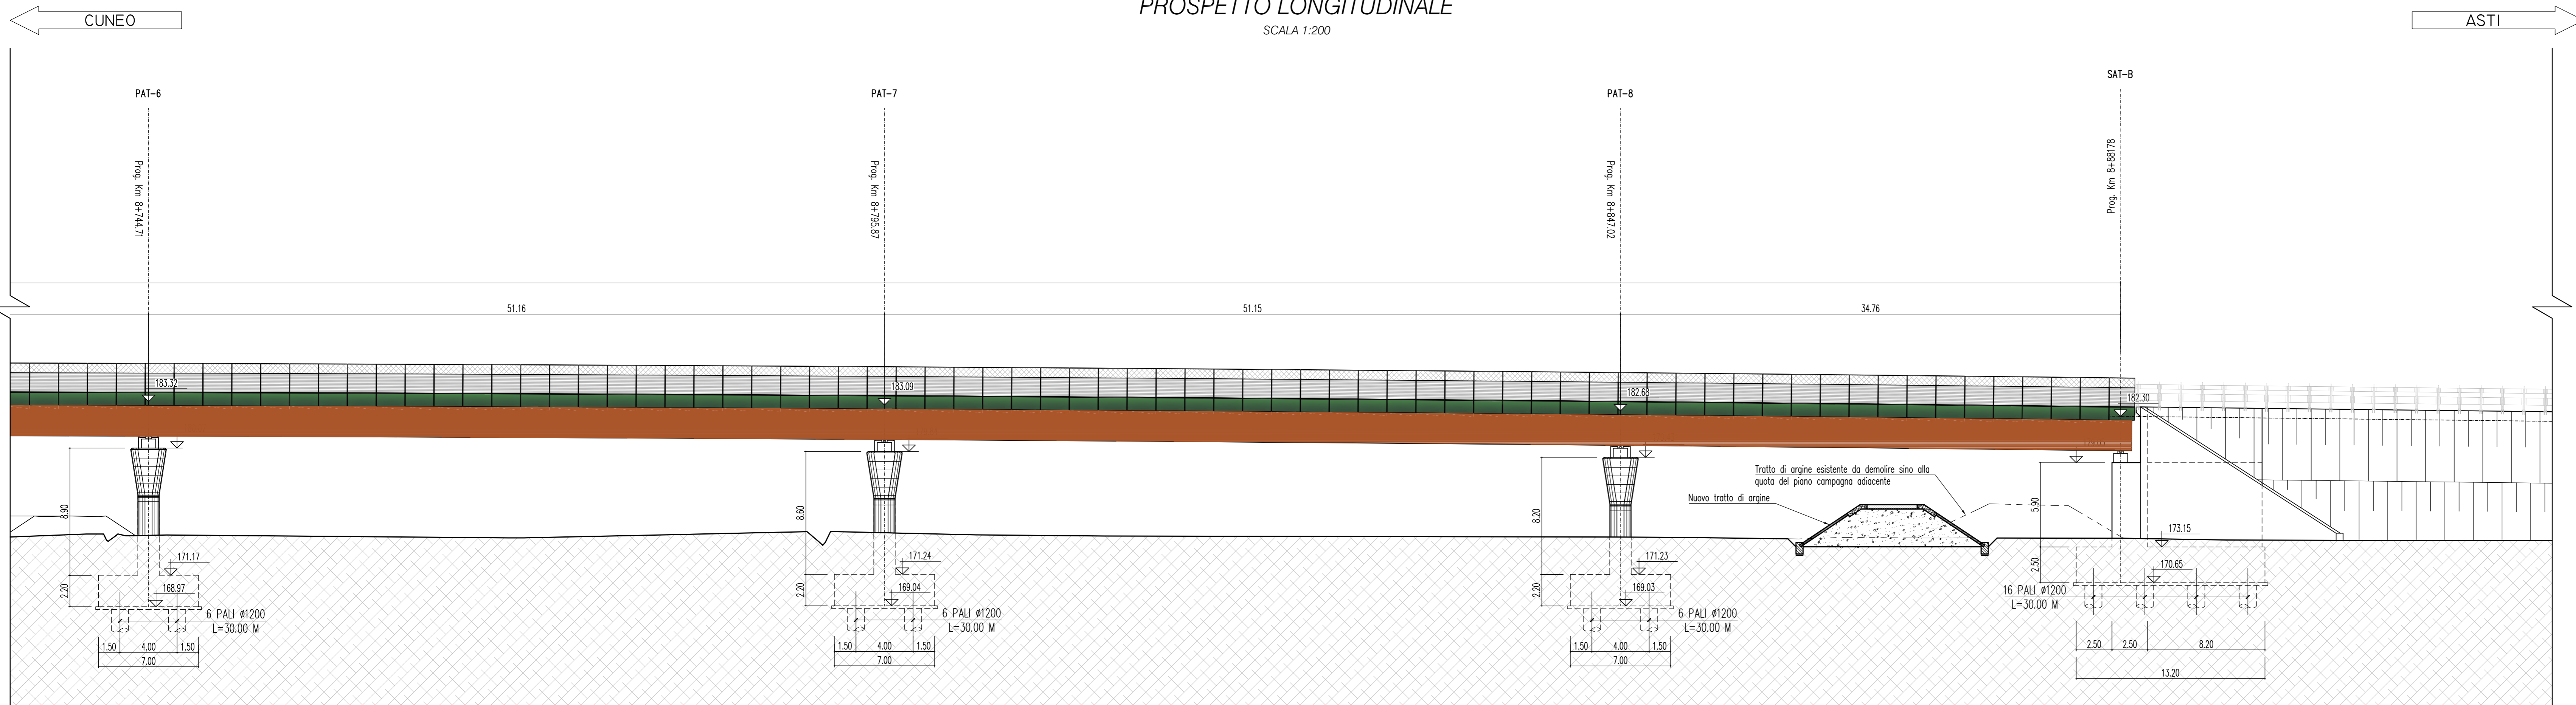 PROSPETTO LONGITUDINALE
SCALA 1:200
CUNEO
ASTI
PAT-6
PAT-7
PAT-8
SAT-B
Prog. Km 8+744.71
Prog. Km 8+795.87
Prog. Km 8+847.02
Prog. Km 8+88178
51.16
51.15
34.76
183.32
183.09
182.68
182.30
8.90
8.60
8.20
5.90
Tratto di argine esistente da demolire sino alla
quota del piano campagna adiacente
Nuovo tratto di argine
171.17
171.24
171.23
173.15
2.20
2.20
2.20
2.50
168.97
169.04
169.03
170.65
6 PALI ø1200
L=30.00 M
6 PALI ø1200
L=30.00 M
6 PALI ø1200
L=30.00 M
16 PALI ø1200
L=30.00 M
1.50 4.00 1.50
7.00
1.50 4.00 1.50
7.00
1.50 4.00 1.50
7.00
2.50 2.50 8.20
13.20